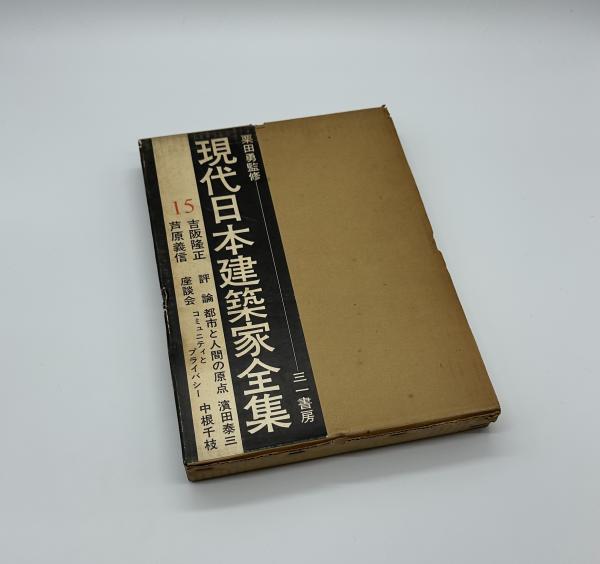 栗田勇監修
現代日本建築家全集
三一書房
15
吉阪隆正
芦原義信
評論 都市と人間の原点 濱田泰三
座談会 コミュニティと
プライバシー 中根千枝